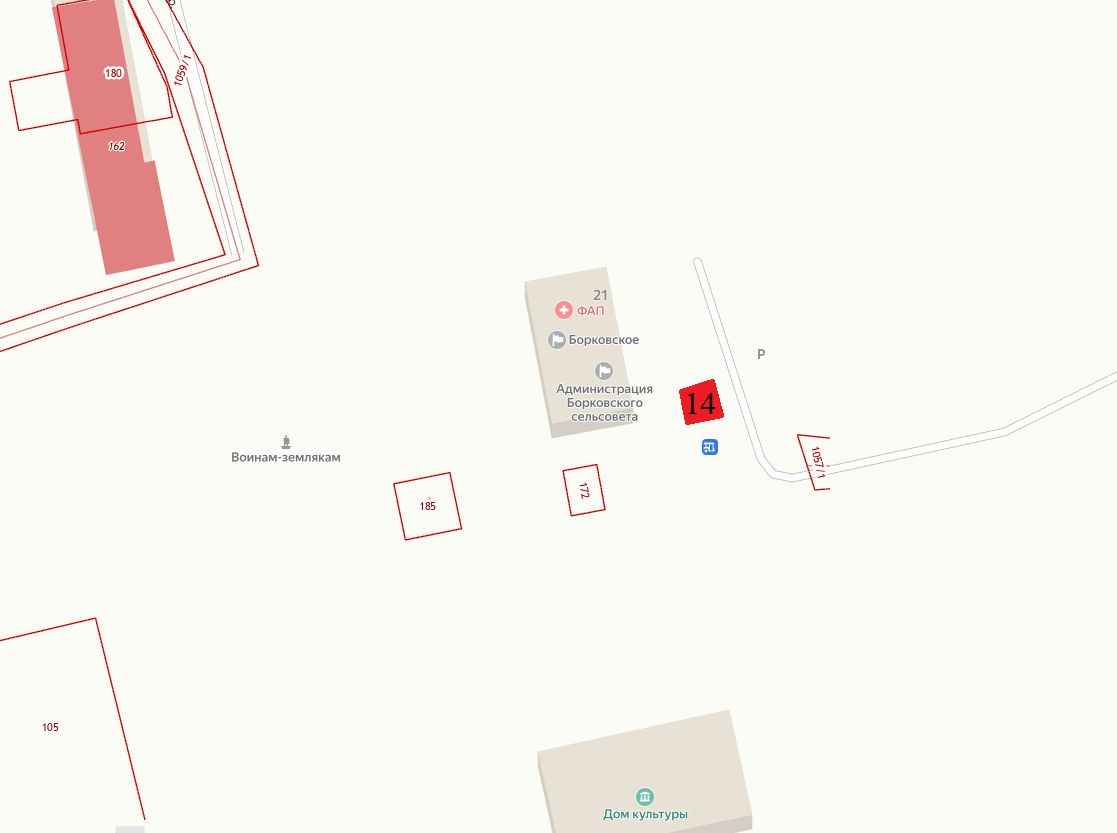 180
1059/1
162
21
ФАП
Борковское
Администрация
Борковского
сельсовета
P
14
Воинам-землякам
1057/1
185
172
105
Дом культуры